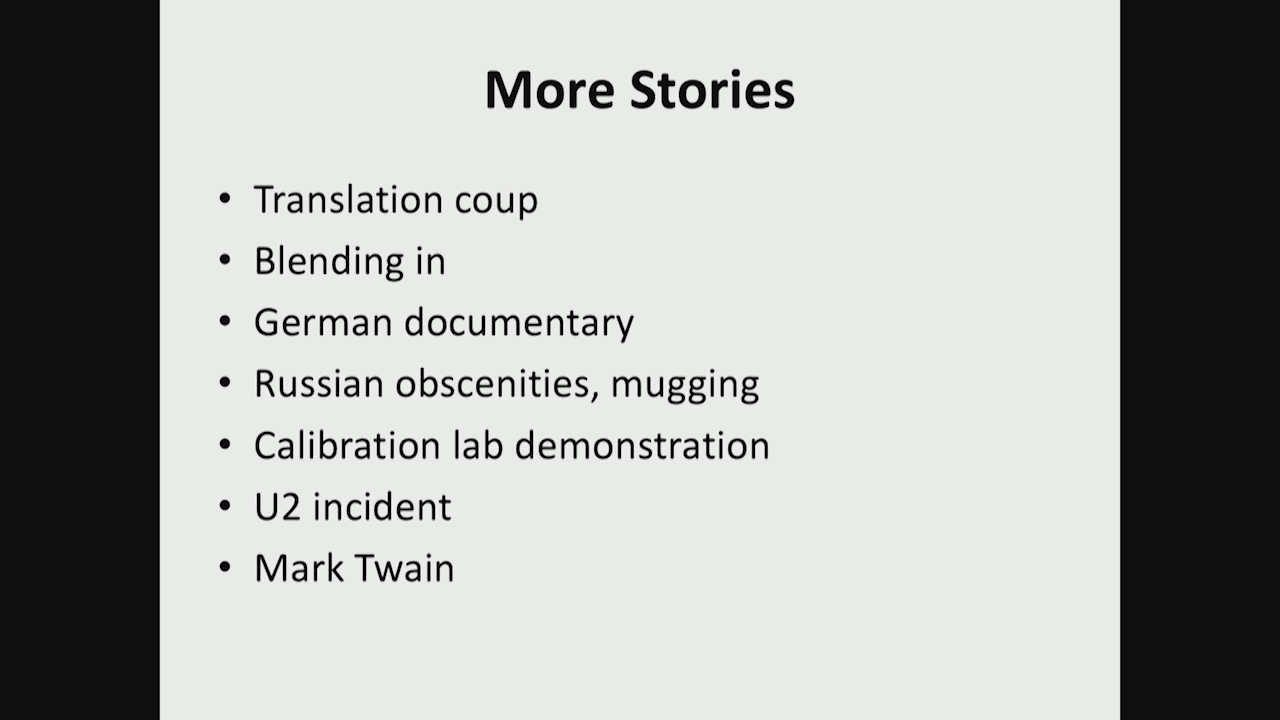 More Stories
• Translation coup
• Blending in
• German documentary
• Russian obscenities, mugging
• Calibration lab demonstration
• U2 incident
• Mark Twain